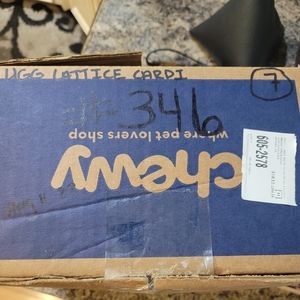 UGG LATTICE CARDI
7
#346
where pet lovers shop
chewy
605-2578